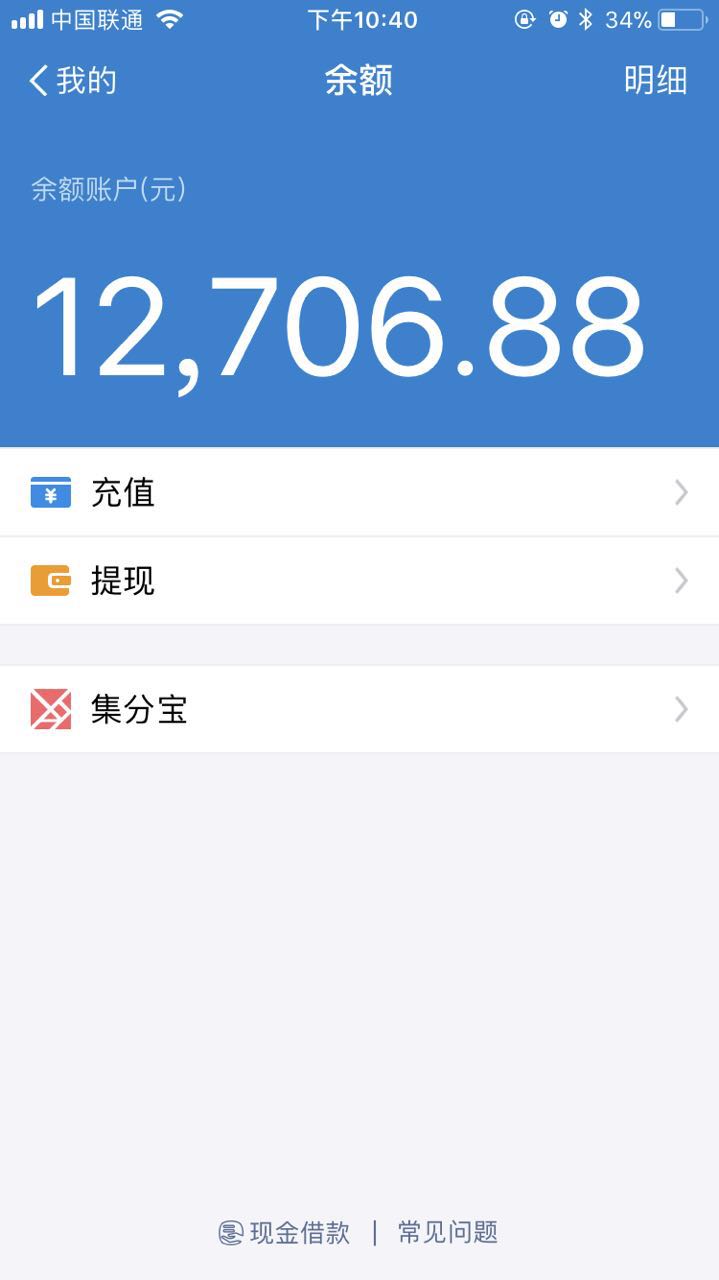 中国联通 下午10:40 34%
我的 余额 明细
余额账户(元)
12,706.88
¥ 充值
提现
集分宝
现金借款 | 常见问题